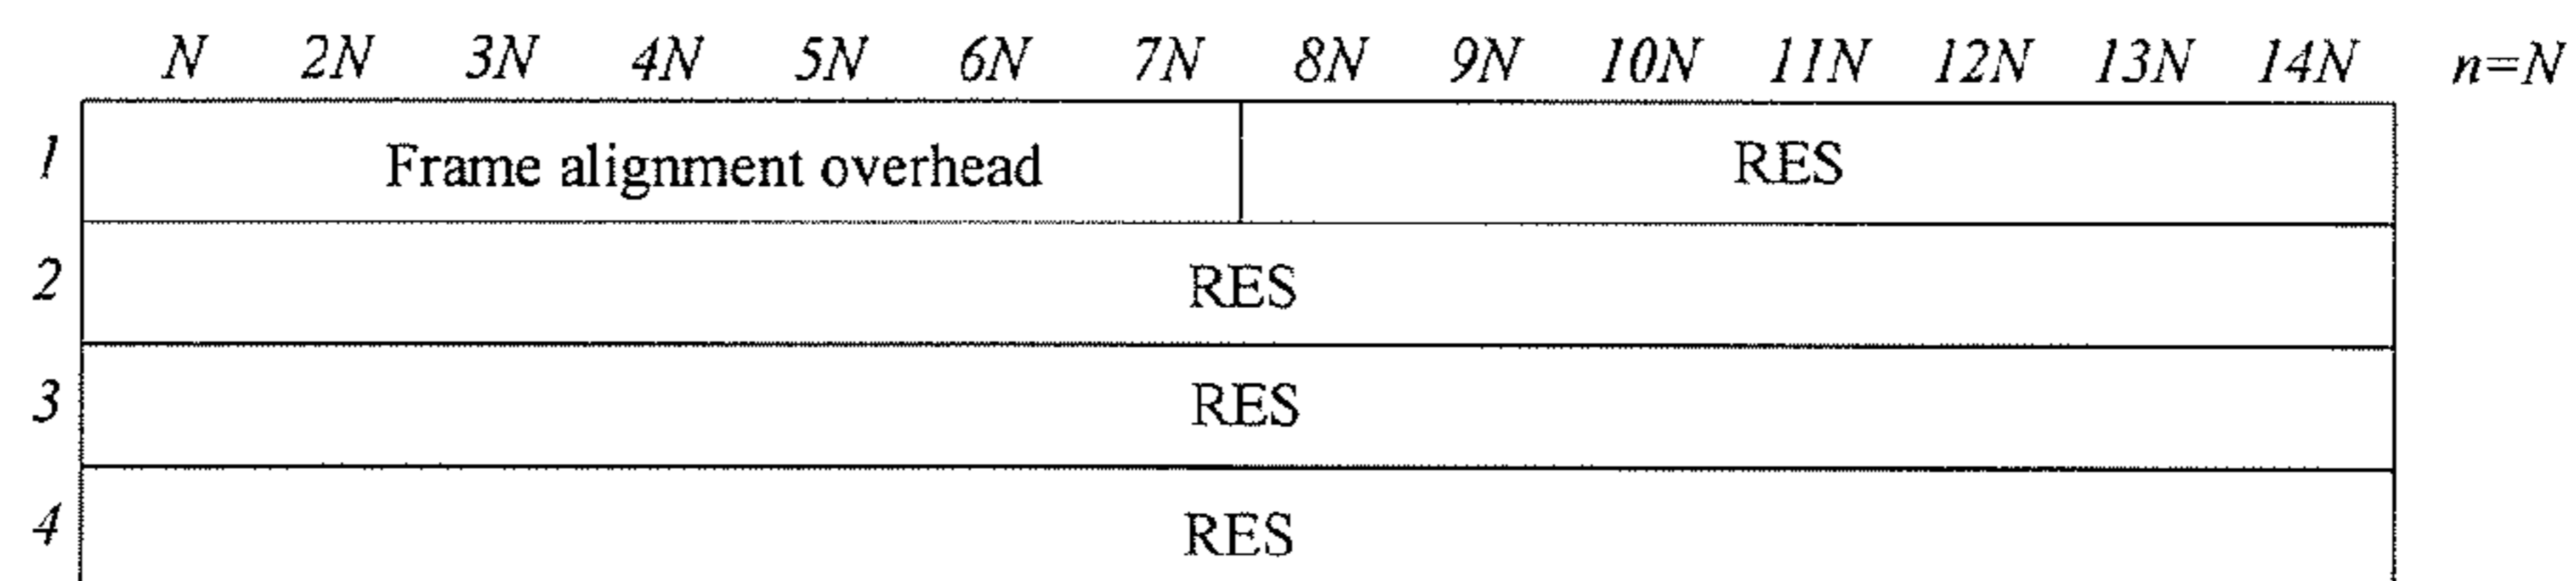 N 2N 3N 4N 5N 6N 7N 8N 9N 10N 11N 12N 13N 14N n=N
1 Frame alignment overhead RES
2 RES
3 RES
4 RES